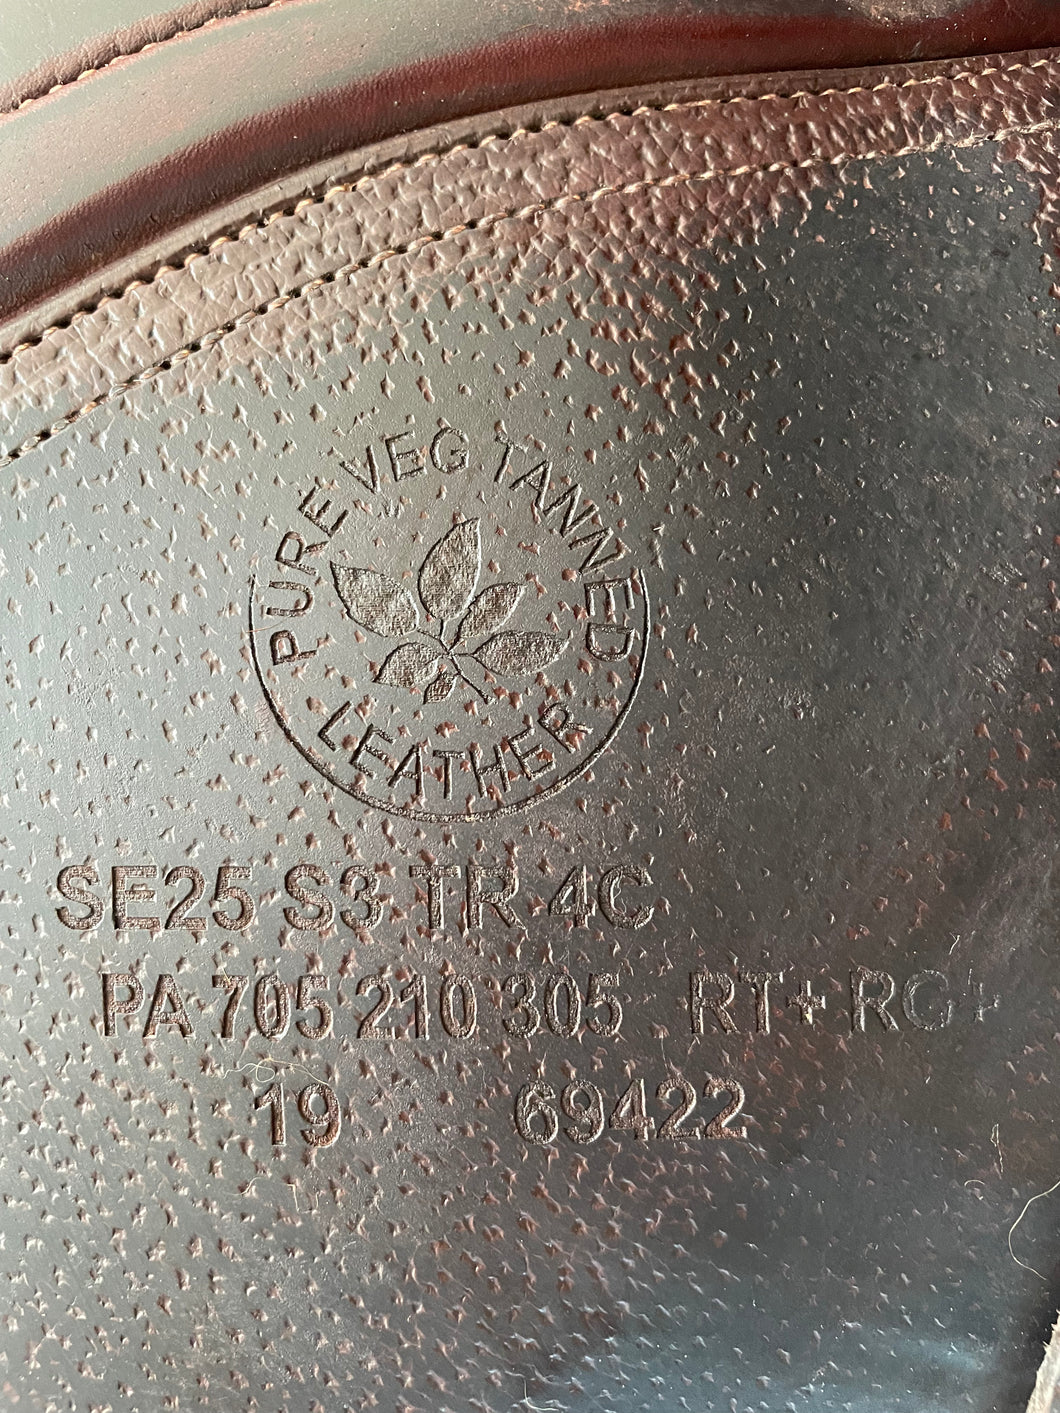 PURE VEG TANNED
LEATHER
SE25 S3 TR 4C
PA 705 210 305 RT+ RG+
19 69422